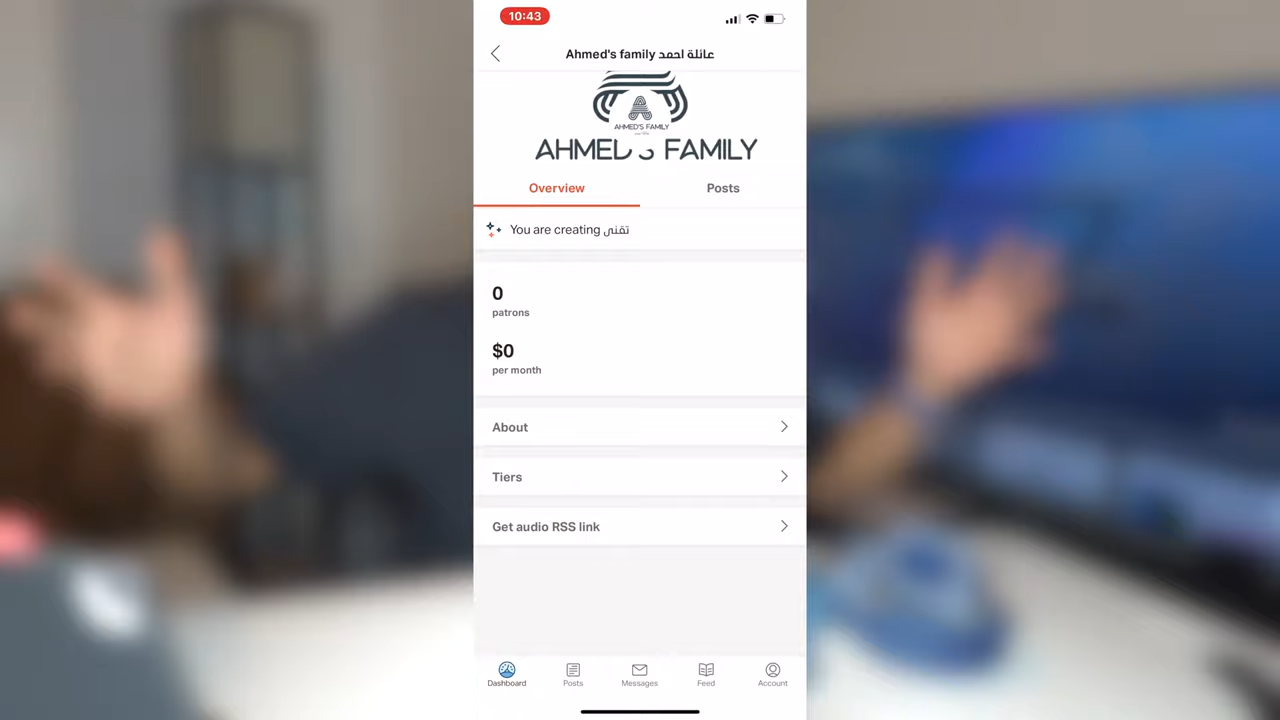 10:43
Ahmed's family عائلة احمد
AHMED'S FAMILY
AHMED'S FAMILY
Overview
Posts
You are creating تقني
0
patrons
$0
per month
About
Tiers
Get audio RSS link
Dashboard
Posts
Messages
Feed
Account